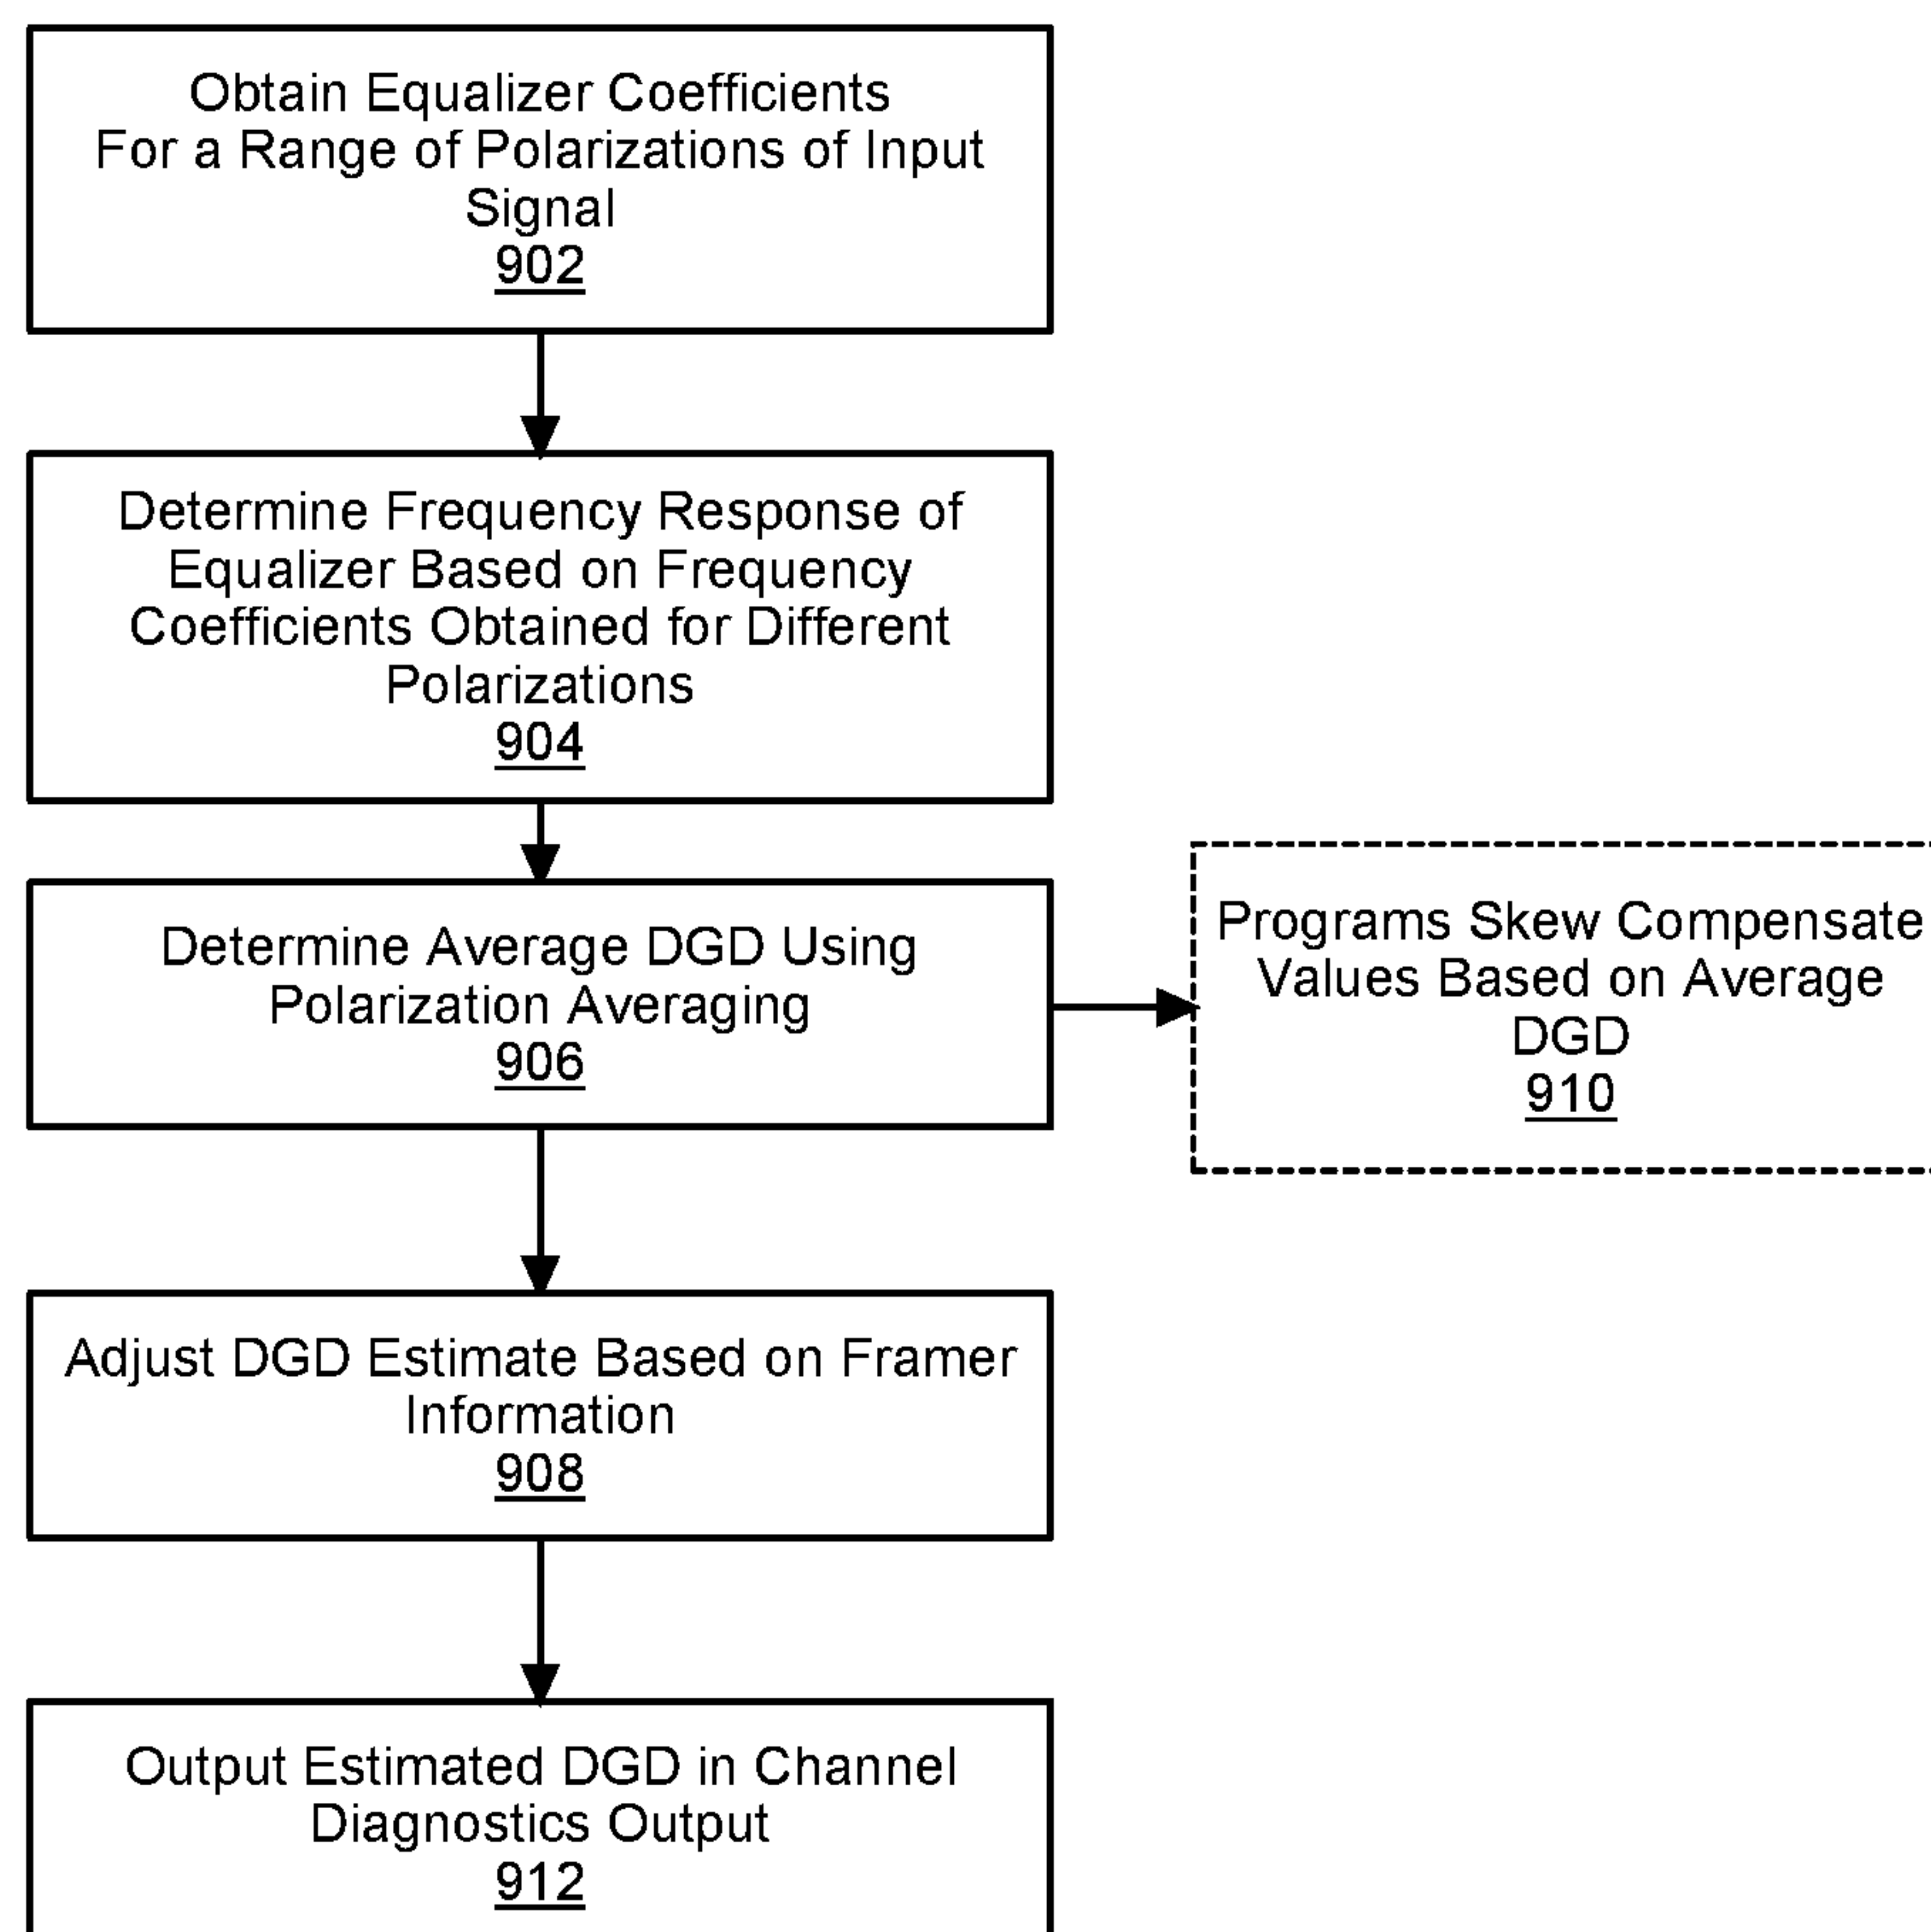 Obtain Equalizer Coefficients
For a Range of Polarizations of Input
Signal
902
Determine Frequency Response of
Equalizer Based on Frequency
Coefficients Obtained for Different
Polarizations
904
Determine Average DGD Using
Polarization Averaging
906
Programs Skew Compensate
Values Based on Average
DGD
910
Adjust DGD Estimate Based on Framer
Information
908
Output Estimated DGD in Channel
Diagnostics Output
912